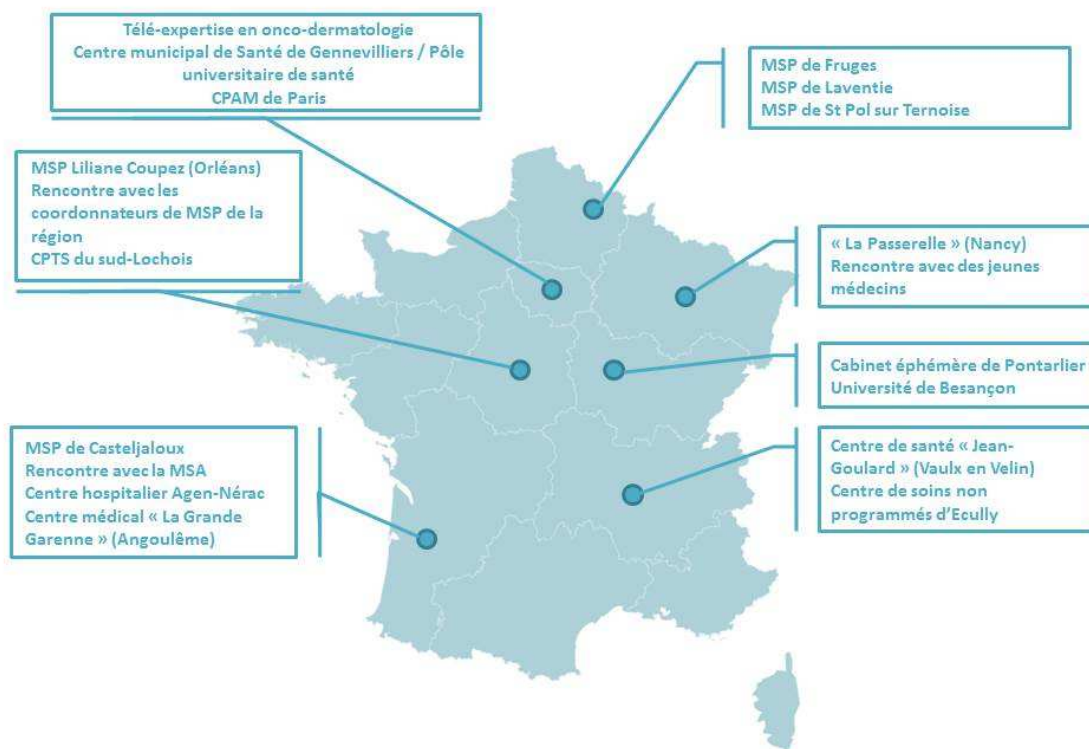 Télé-expertise en onco-dermatologie
Centre municipal de Santé de Gennevilliers / Pôle
universitaire de santé
CPAM de Paris
MSP de Fruges
MSP de Laventie
MSP de St Pol sur Ternoise
MSP Liliane Coupez (Orléans)
Rencontre avec les
coordonnateurs de MSP de la
région
CPTS du sud-Lochois
« La Passerelle » (Nancy)
Rencontre avec des jeunes
médecins
Cabinet éphémère de Pontarlier
Université de Besançon
MSP de Casteljaloux
Rencontre avec la MSA
Centre hospitalier Agen-Nérac
Centre médical « La Grande
Garenne » (Angoulême)
Centre de santé « Jean-
Goulard » (Vaulx en Velin)
Centre de soins non
programmés d’Ecully